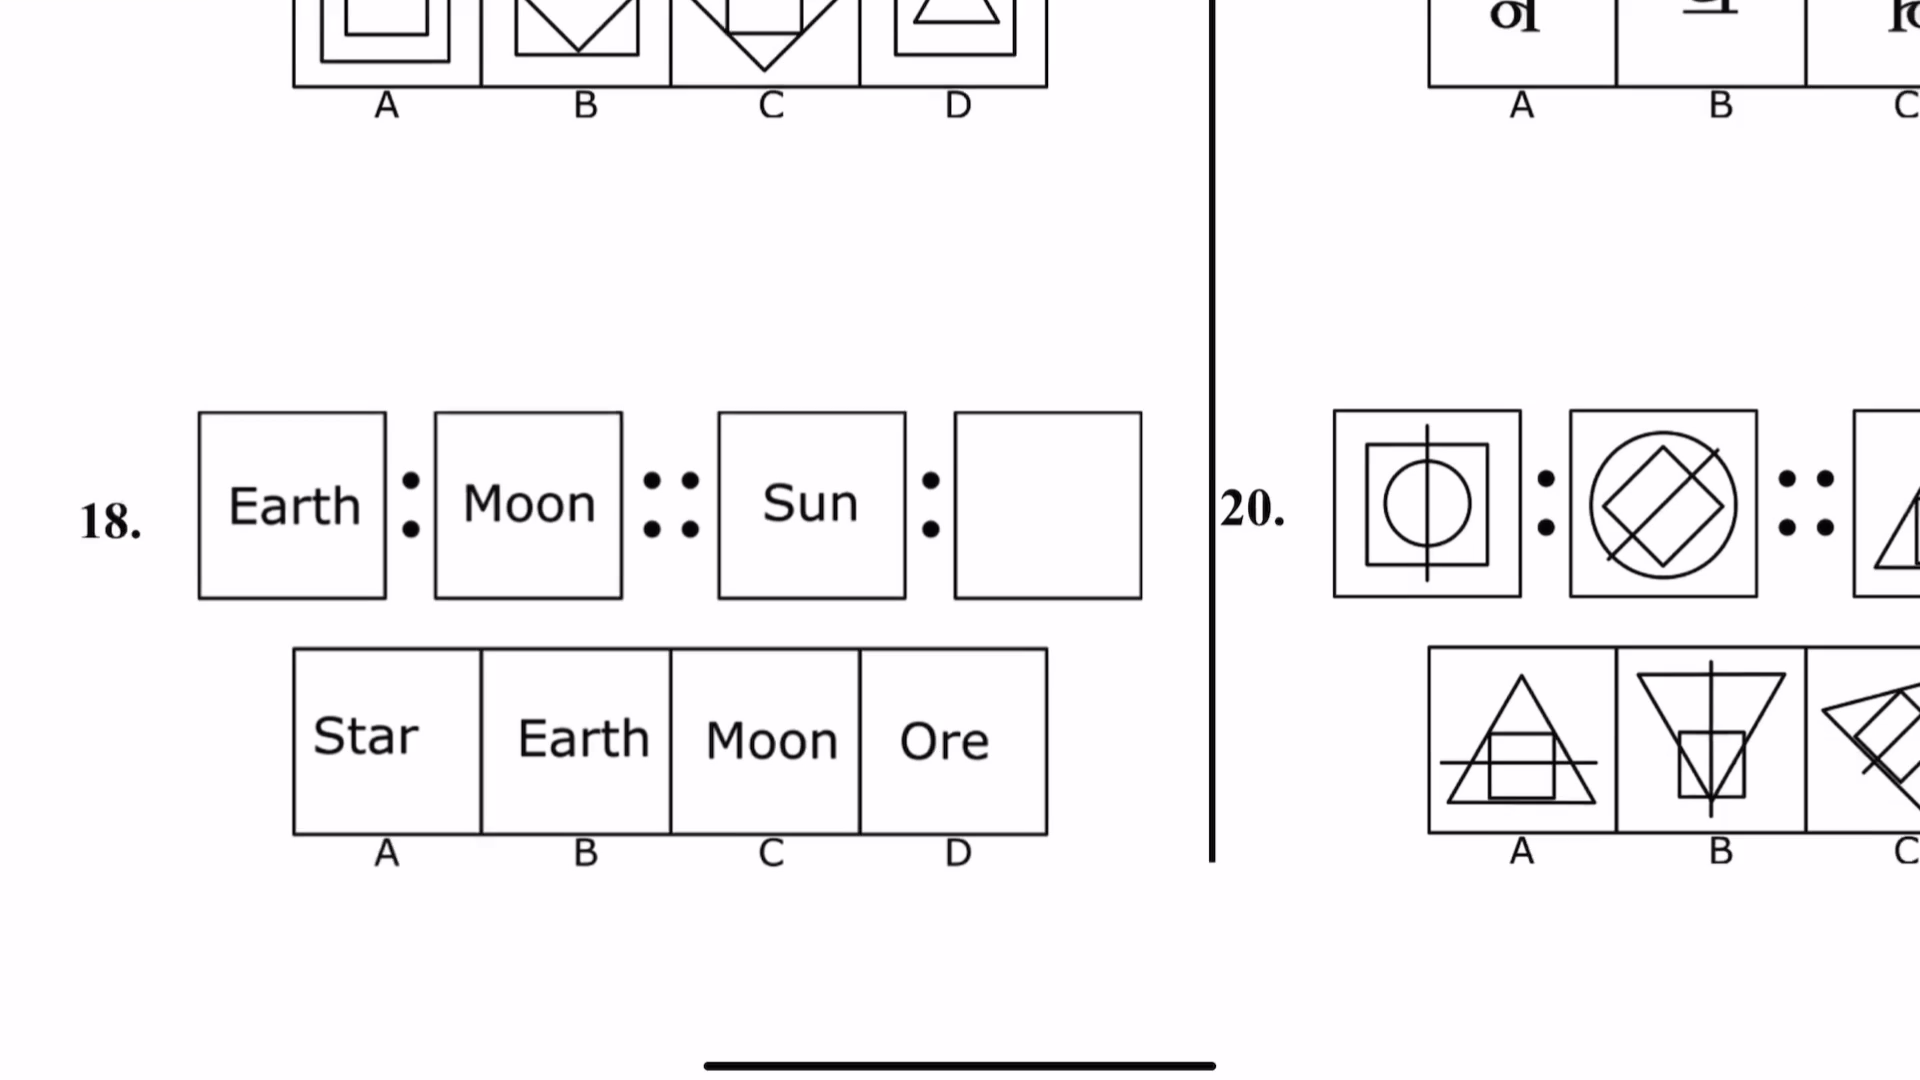 A B C D
A B C
18.
Earth : Moon :: Sun :
Star Earth Moon Ore
A B C D
20.
: ::
A B C